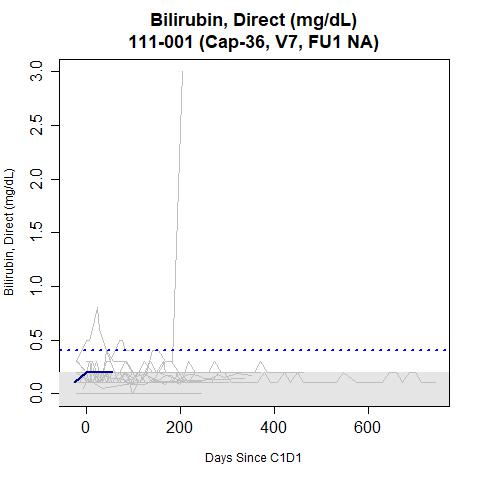 Bilirubin, Direct (mg/dL)
111-001 (Cap-36, V7, FU1 NA)
Bilirubin, Direct (mg/dL)
3.0
2.5
2.0
1.5
1.0
0.5
0.0
0 200 400 600
Days Since C1D1